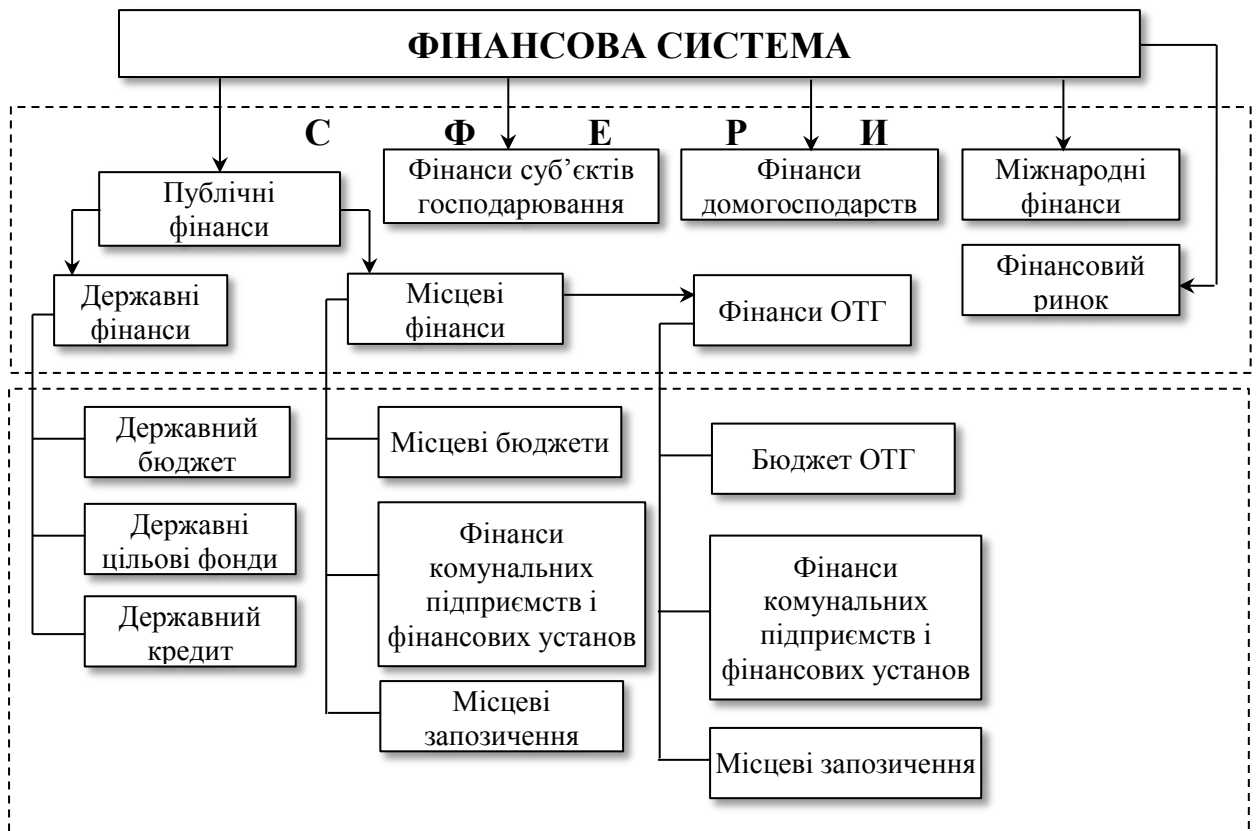 ФІНАНСОВА СИСТЕМА
С Ф Е Р И
Публічні
фінанси
Фінанси суб’єктів
господарювання
Фінанси
домогосподарств
Міжнародні
фінанси
Фінансовий
ринок
Державні
фінанси
Місцеві
фінанси
Фінанси ОТГ
Державний
бюджет
Державні
цільові фонди
Державний
кредит
Місцеві бюджети
Фінанси
комунальних
підприємств і
фінансових установ
Місцеві
запозичення
Бюджет ОТГ
Фінанси
комунальних
підприємств і
фінансових установ
Місцеві запозичення